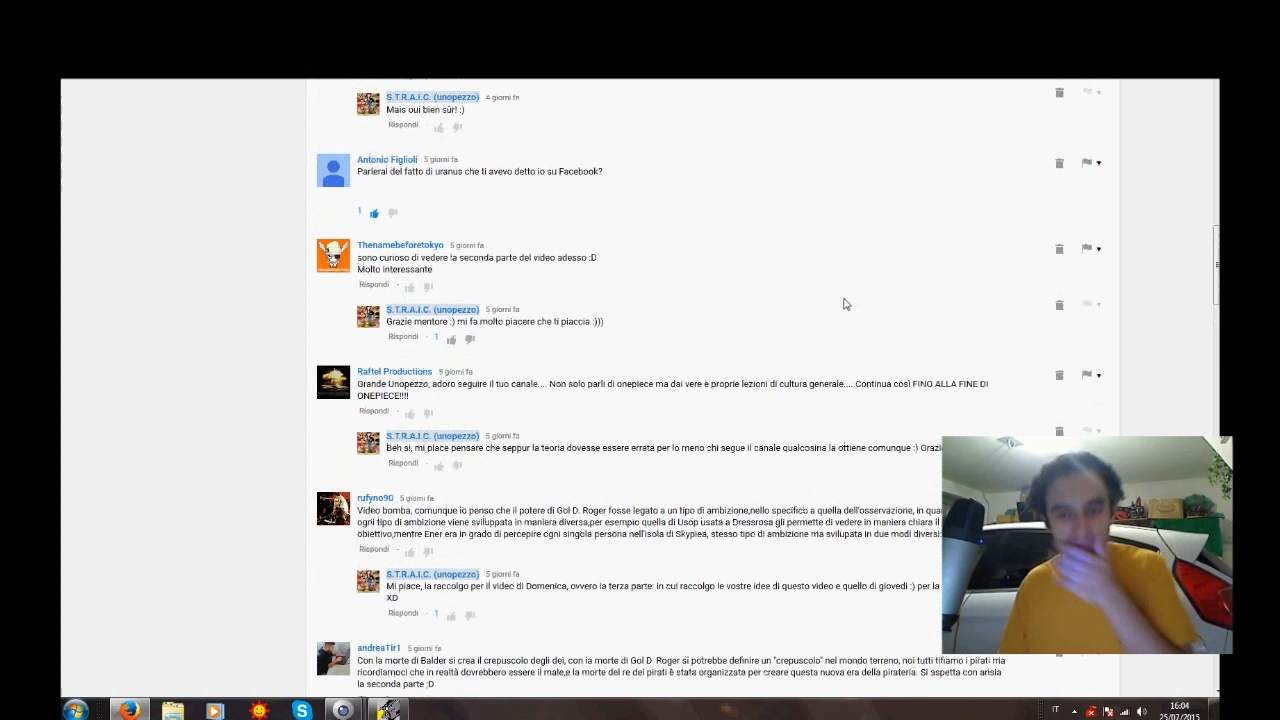 S.T.R.A.I.C. (unopezzo) 4 giorni fa
Mais oui bien sûr! :)
Rispondi
Antonio Figlioli 5 giorni fa
Parlerai del fatto di uranus che ti avevo detto io su Facebook?
1
Thenamebeforetokyo 5 giorni fa
sono curioso di vedere la seconda parte del video adesso :D
Molto interessante
Rispondi
S.T.R.A.I.C. (unopezzo) 5 giorni fa
Grazie mentore :) mi fa molto piacere che ti piaccia :)))
Rispondi 1
Raftel Productions 5 giorni fa
Grande Unopezzo, adoro seguire il tuo canale.... Non solo parli di onepiece ma dai vere e proprie lezioni di cultura generale.... Continua così FINO ALLA FINE DI
ONEPIECE!!!!
Rispondi
S.T.R.A.I.C. (unopezzo) 5 giorni fa
Beh si, mi piace pensare che seppur la teoria dovesse essere errata per lo meno chi segue il canale qualcosina la ottiene comunque :)
Rispondi
rufyno90 5 giorni fa
Video bomba, comunque io penso che il potere di Gol D. Roger fosse legato a un tipo di ambizione,nello specifico a quella dell'osservazione, in
ogni tipo di ambizione viene sviluppata in maniera diversa,per esempio quella di Usop usata a Dressrosa gli permette di vedere in maniera chiara il
obiettivo,mentre Ener era in grado di percepire ogni singola persona nell'isola di Skypiea, stesso tipo di ambizione ma sviluppata in due modi
Rispondi
S.T.R.A.I.C. (unopezzo) 5 giorni fa
Mi piace, la raccolgo per il video di Domenica, ovvero la terza parte: in cui raccolgo le vostre idee di questo video e quello di giovedì :) per la
XD
Rispondi 1
andreaTir1 5 giorni fa
Con la morte di Balder si crea il crepuscolo degli dei, con la morte di Gol D. Roger si potrebbe definire un "crepuscolo" nel mondo terreno, noi tutti tifiamo i pirati ma
ricordiamoci che in realtà dovrebbero essere il male,e la morte del re dei pirati è stata organizzata per creare questa nuova era della pirateria. Si aspetta con arisia
la seconda parte ;D
IT
16:04
25/07/2015